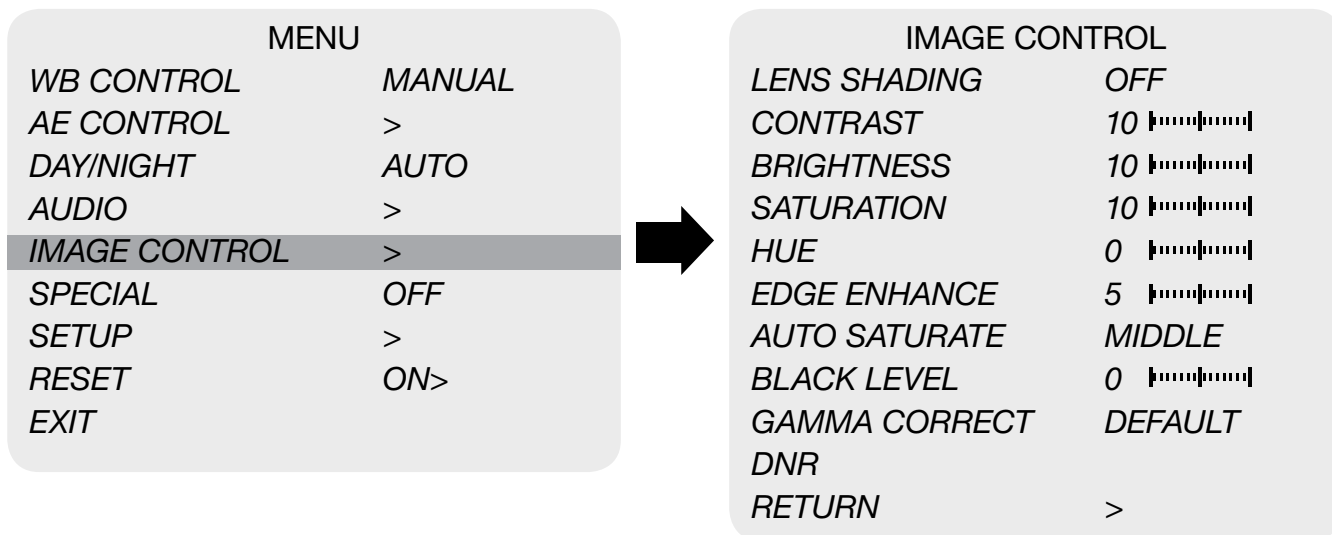 MENU
WB CONTROL MANUAL
AE CONTROL >
DAY/NIGHT AUTO
AUDIO >
IMAGE CONTROL >
SPECIAL OFF
SETUP >
RESET ON>
EXIT
IMAGE CONTROL
LENS SHADING OFF
CONTRAST 10
BRIGHTNESS 10
SATURATION 10
HUE 0
EDGE ENHANCE 5
AUTO SATURATE MIDDLE
BLACK LEVEL 0
GAMMA CORRECT DEFAULT
DNR
RETURN >